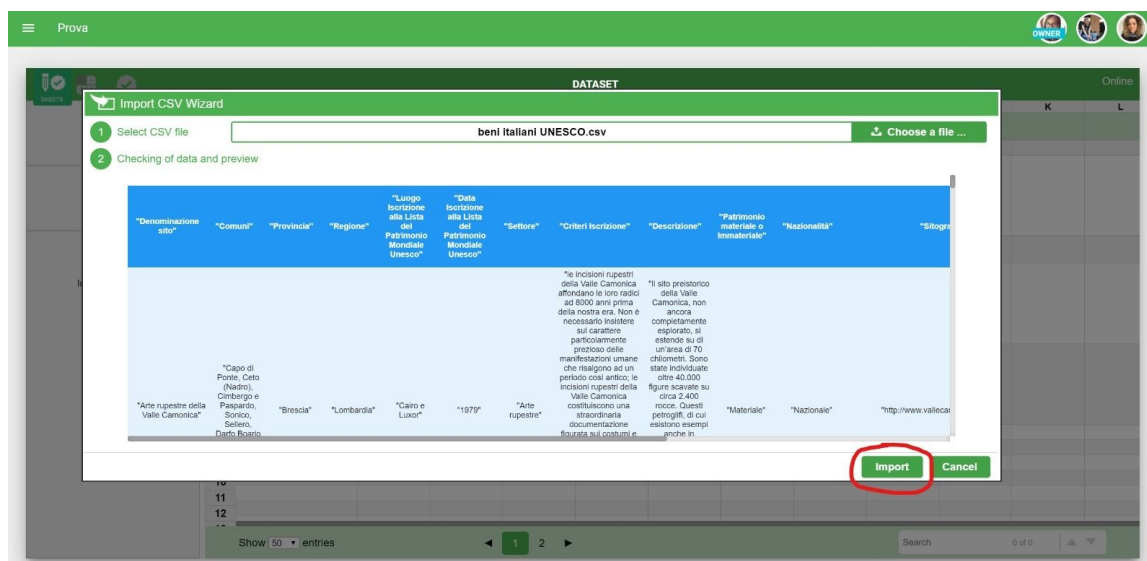 Prova
OWNER
SHEETS
DATASET
Online
Import CSV Wizard
K
L
1 Select CSV file
beni italiani UNESCO.csv
Choose a file ...
2 Checking of data and preview
"Denominazione
sito"
"Comuni"
"Provincia"
"Regione"
"Luogo
Iscrizione
alla Lista
del
Patrimonio
Mondiale
Unesco"
"Data
Iscrizione
alla Lista
del
Patrimonio
Mondiale
Unesco"
"Settore"
"Criteri Iscrizione"
"Descrizione"
"Patrimonio
materiale o
Immateriale"
"Nazionalità"
"Sitogra
"Arte rupestre della
Valle Camonica"
"Capo di
Ponte, Ceto
(Nadro),
Cimbergo e
Paspardo,
Sonico,
Sellero,
Darfo Boario
"Brescia"
"Lombardia"
"Cairo e
Luxor"
"1979"
"Arte
rupestre"
"le incisioni rupestri
della Valle Camonica
affondano le loro radici
ad 8000 anni prima
della nostra era. Non è
necessario insistere
sul carattere
particolarmente
prezioso delle
manifestazioni umane
che risalgono ad un
periodo così antico; le
incisioni rupestri della
Valle Camonica
costituiscono una
straordinaria
documentazione
figurata sui costumi e
"Il sito preistorico
della Valle
Camonica, non
ancora
completamente
esplorato, si
estende su di
un'area di 70
chilometri. Sono
state individuate
oltre 40.000
figure scavate su
circa 2.400
rocce. Questi
petroglifi, di cui
esistono esempi
anche in
"Materiale"
"Nazionale"
"http://www.vallecar
Import
Cancel
10
11
12
Show 50 entries
1 2
Search
0 of 0